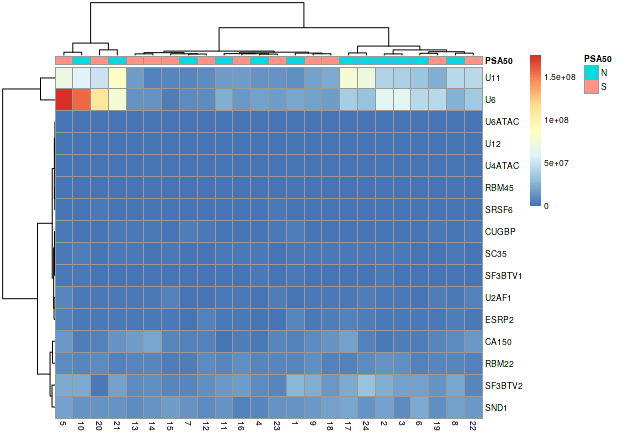 PSA50
PSA50
N
S
1.5e+08
1e+08
5e+07
0
U11
U6
U6ATAC
U12
U4ATAC
RBM45
SRSF6
CUGBP
SC35
SF3BTV1
U2AF1
ESRP2
CA150
RBM22
SF3BTV2
SND1
5 10 20 21 13 14 15 7 12 11 16 4 23 1 9 18 17 24 2 3 6 19 8 22